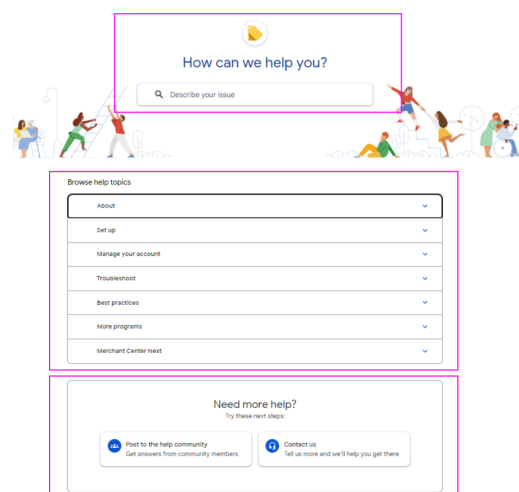 How can we help you?
Describe your issue
Browse help topics
About
Set up
Manage your account
Troubleshoot
Best practices
More programs
Merchant Center Next
Need more help?
Try these next steps:
Post to the help community
Get answers from community members
Contact us
Tell us more and we'll help you get there